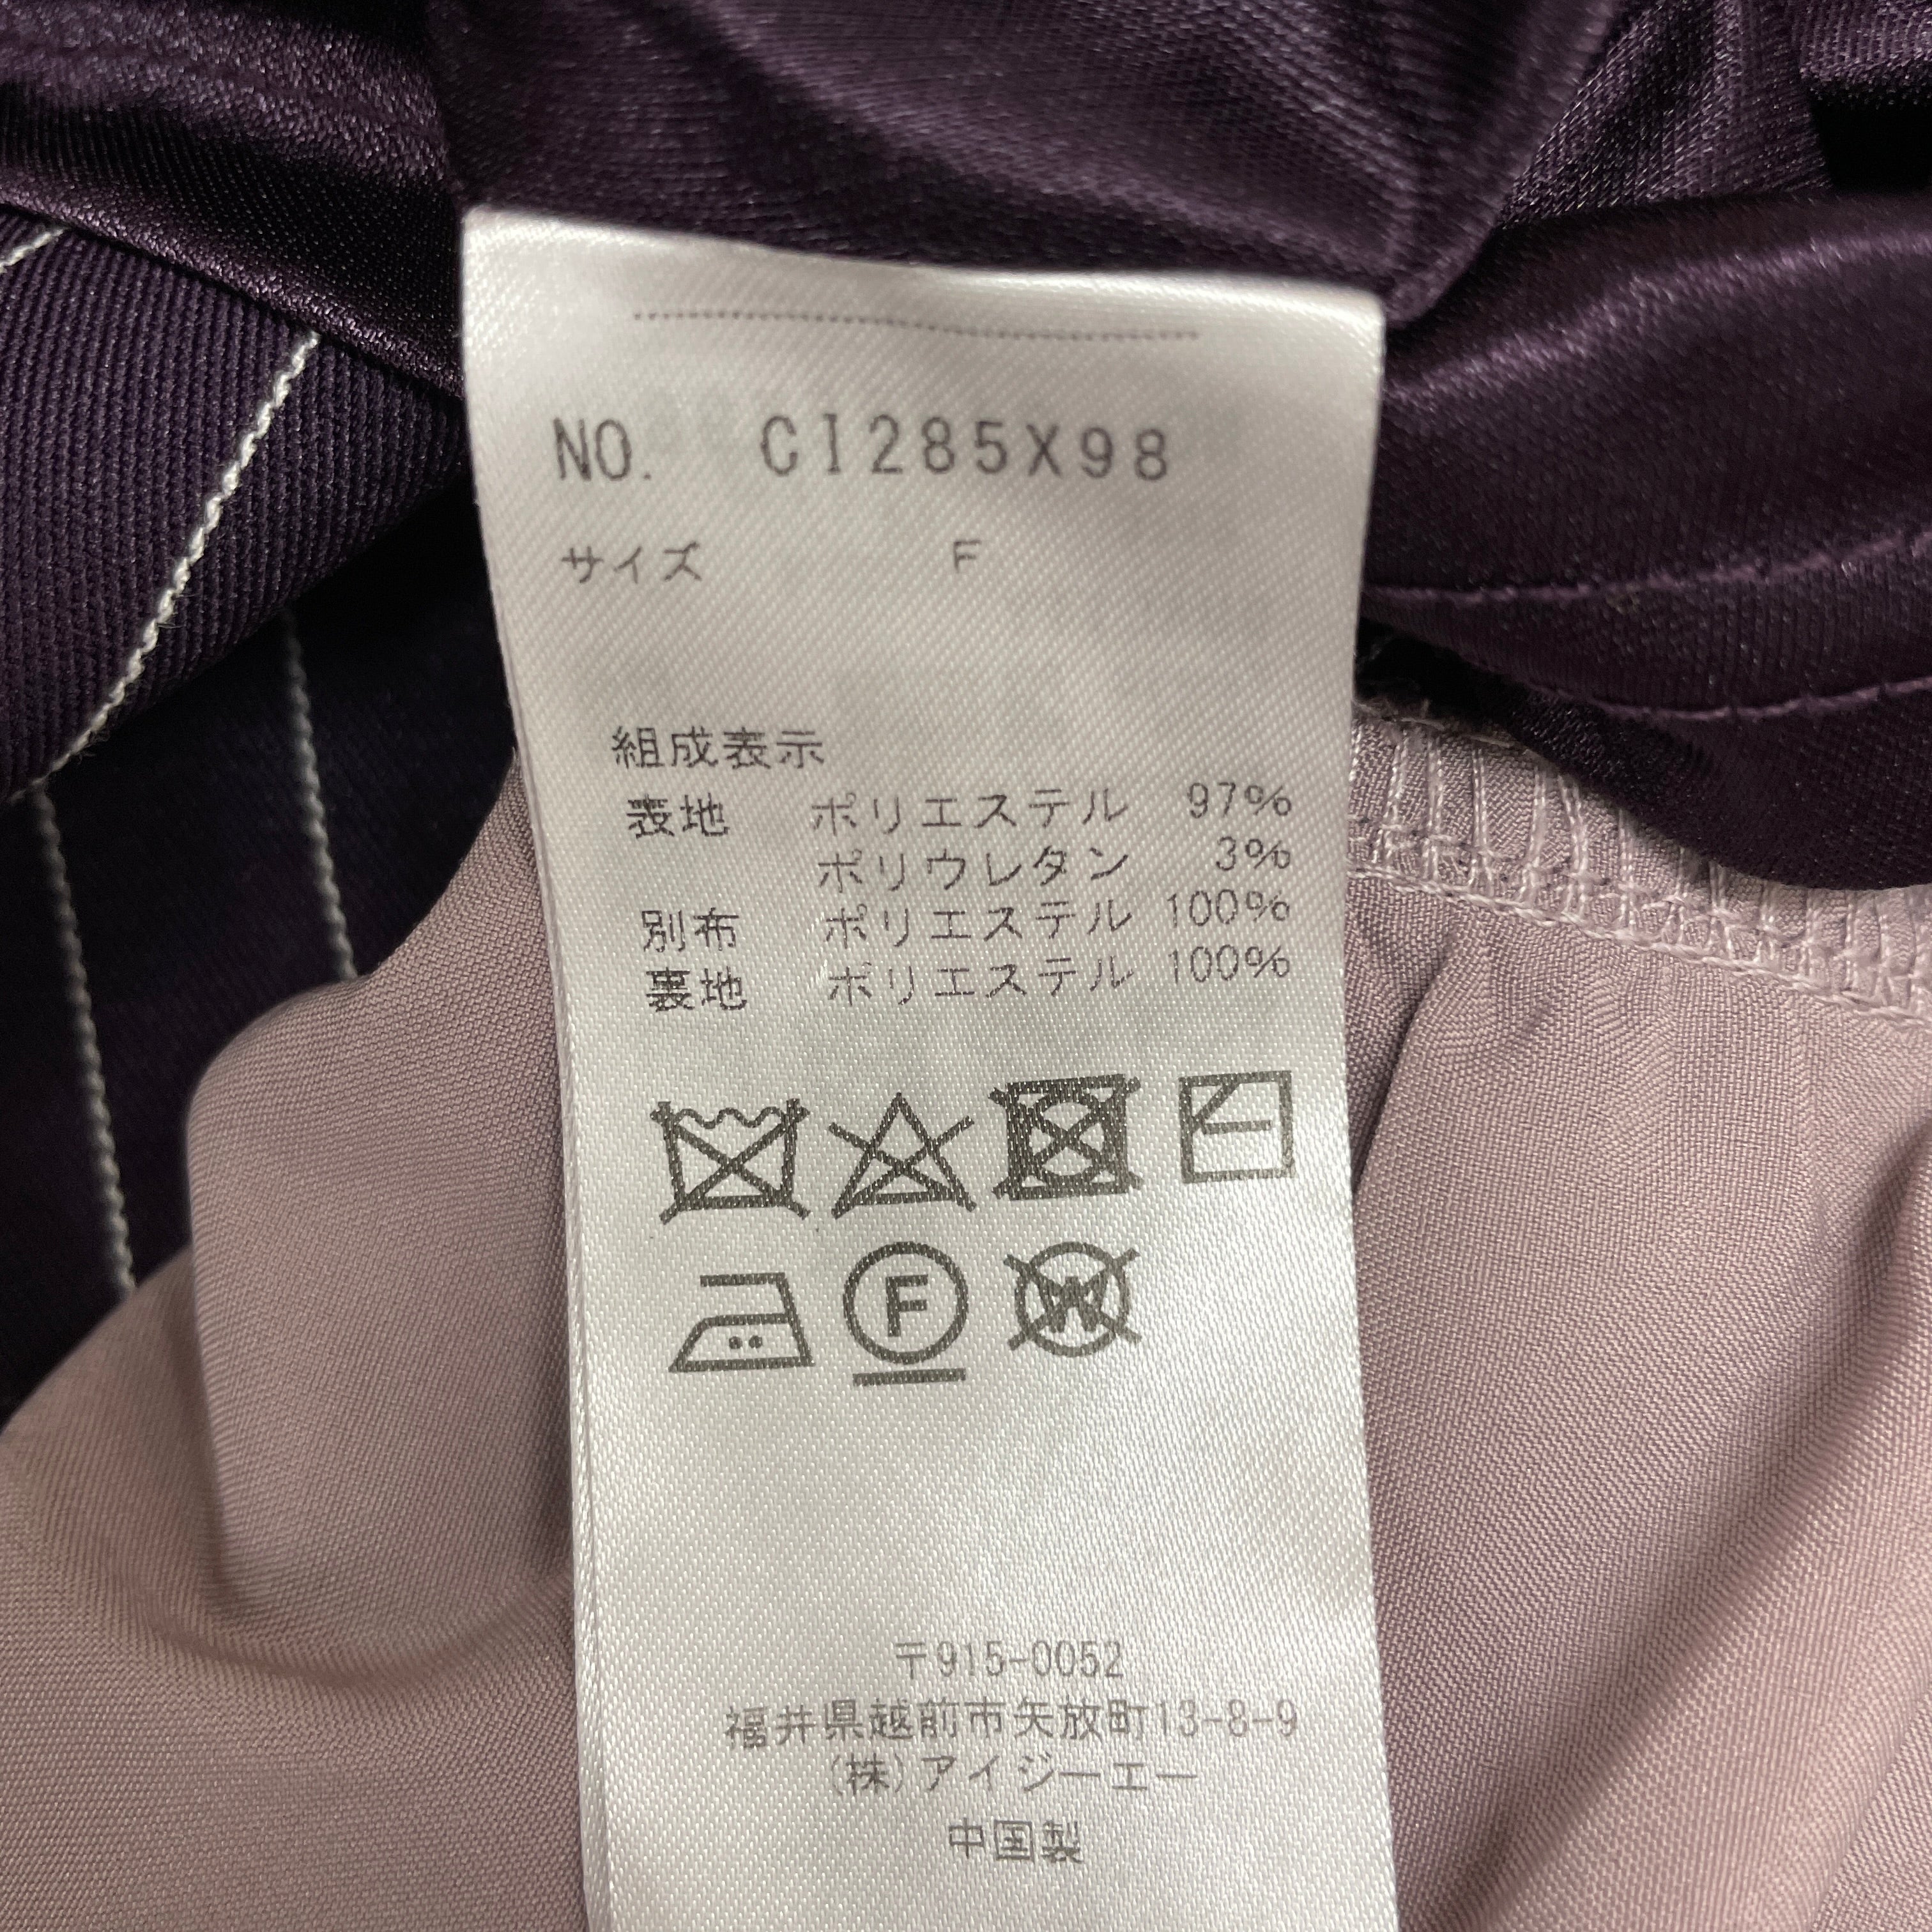 NO. CI285X98
サイズ F
組成表示
表地 ポリエステル 97%
ポリウレタン 3%
別布 ポリエステル 100%
裏地 ポリエステル 100%
F
W
〒915-0052
福井県越前市矢放町13-8-9
(株)アイジーエー
中国製